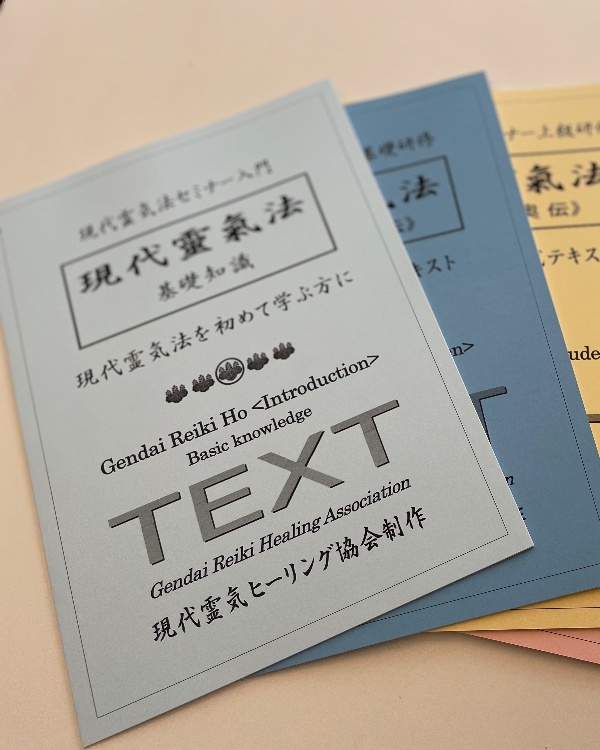 現代霊気法セミナー入門
現代靈氣法
基礎知識
現代霊気法を初めて学ぶ方に
Gendai Reiki Ho <Introduction>
Basic knowledge
TEXT
Gendai Reiki Healing Association
現代霊気ヒーリング協会制作
基礎研修
法
キスト
n>
T
ナー上級研修
氣法
奥伝》
テキス
ude